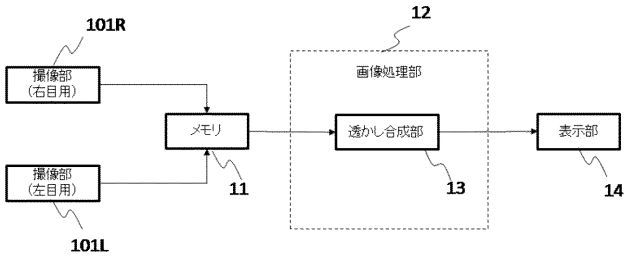 101R
撮像部
(右目用)
12
画像処理部
メモリ
11
透かし合成部
13
表示部
14
撮像部
(左目用)
101L